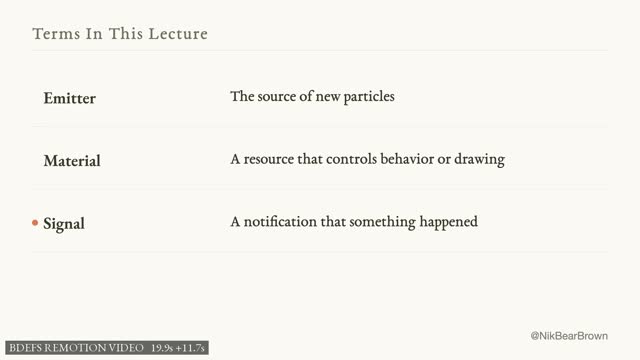 Terms In This Lecture
Emitter The source of new particles
Material A resource that controls behavior or drawing
Signal A notification that something happened
@NikBearBrown
BDEFS REMOTION VIDEO 19.9s +11.7s